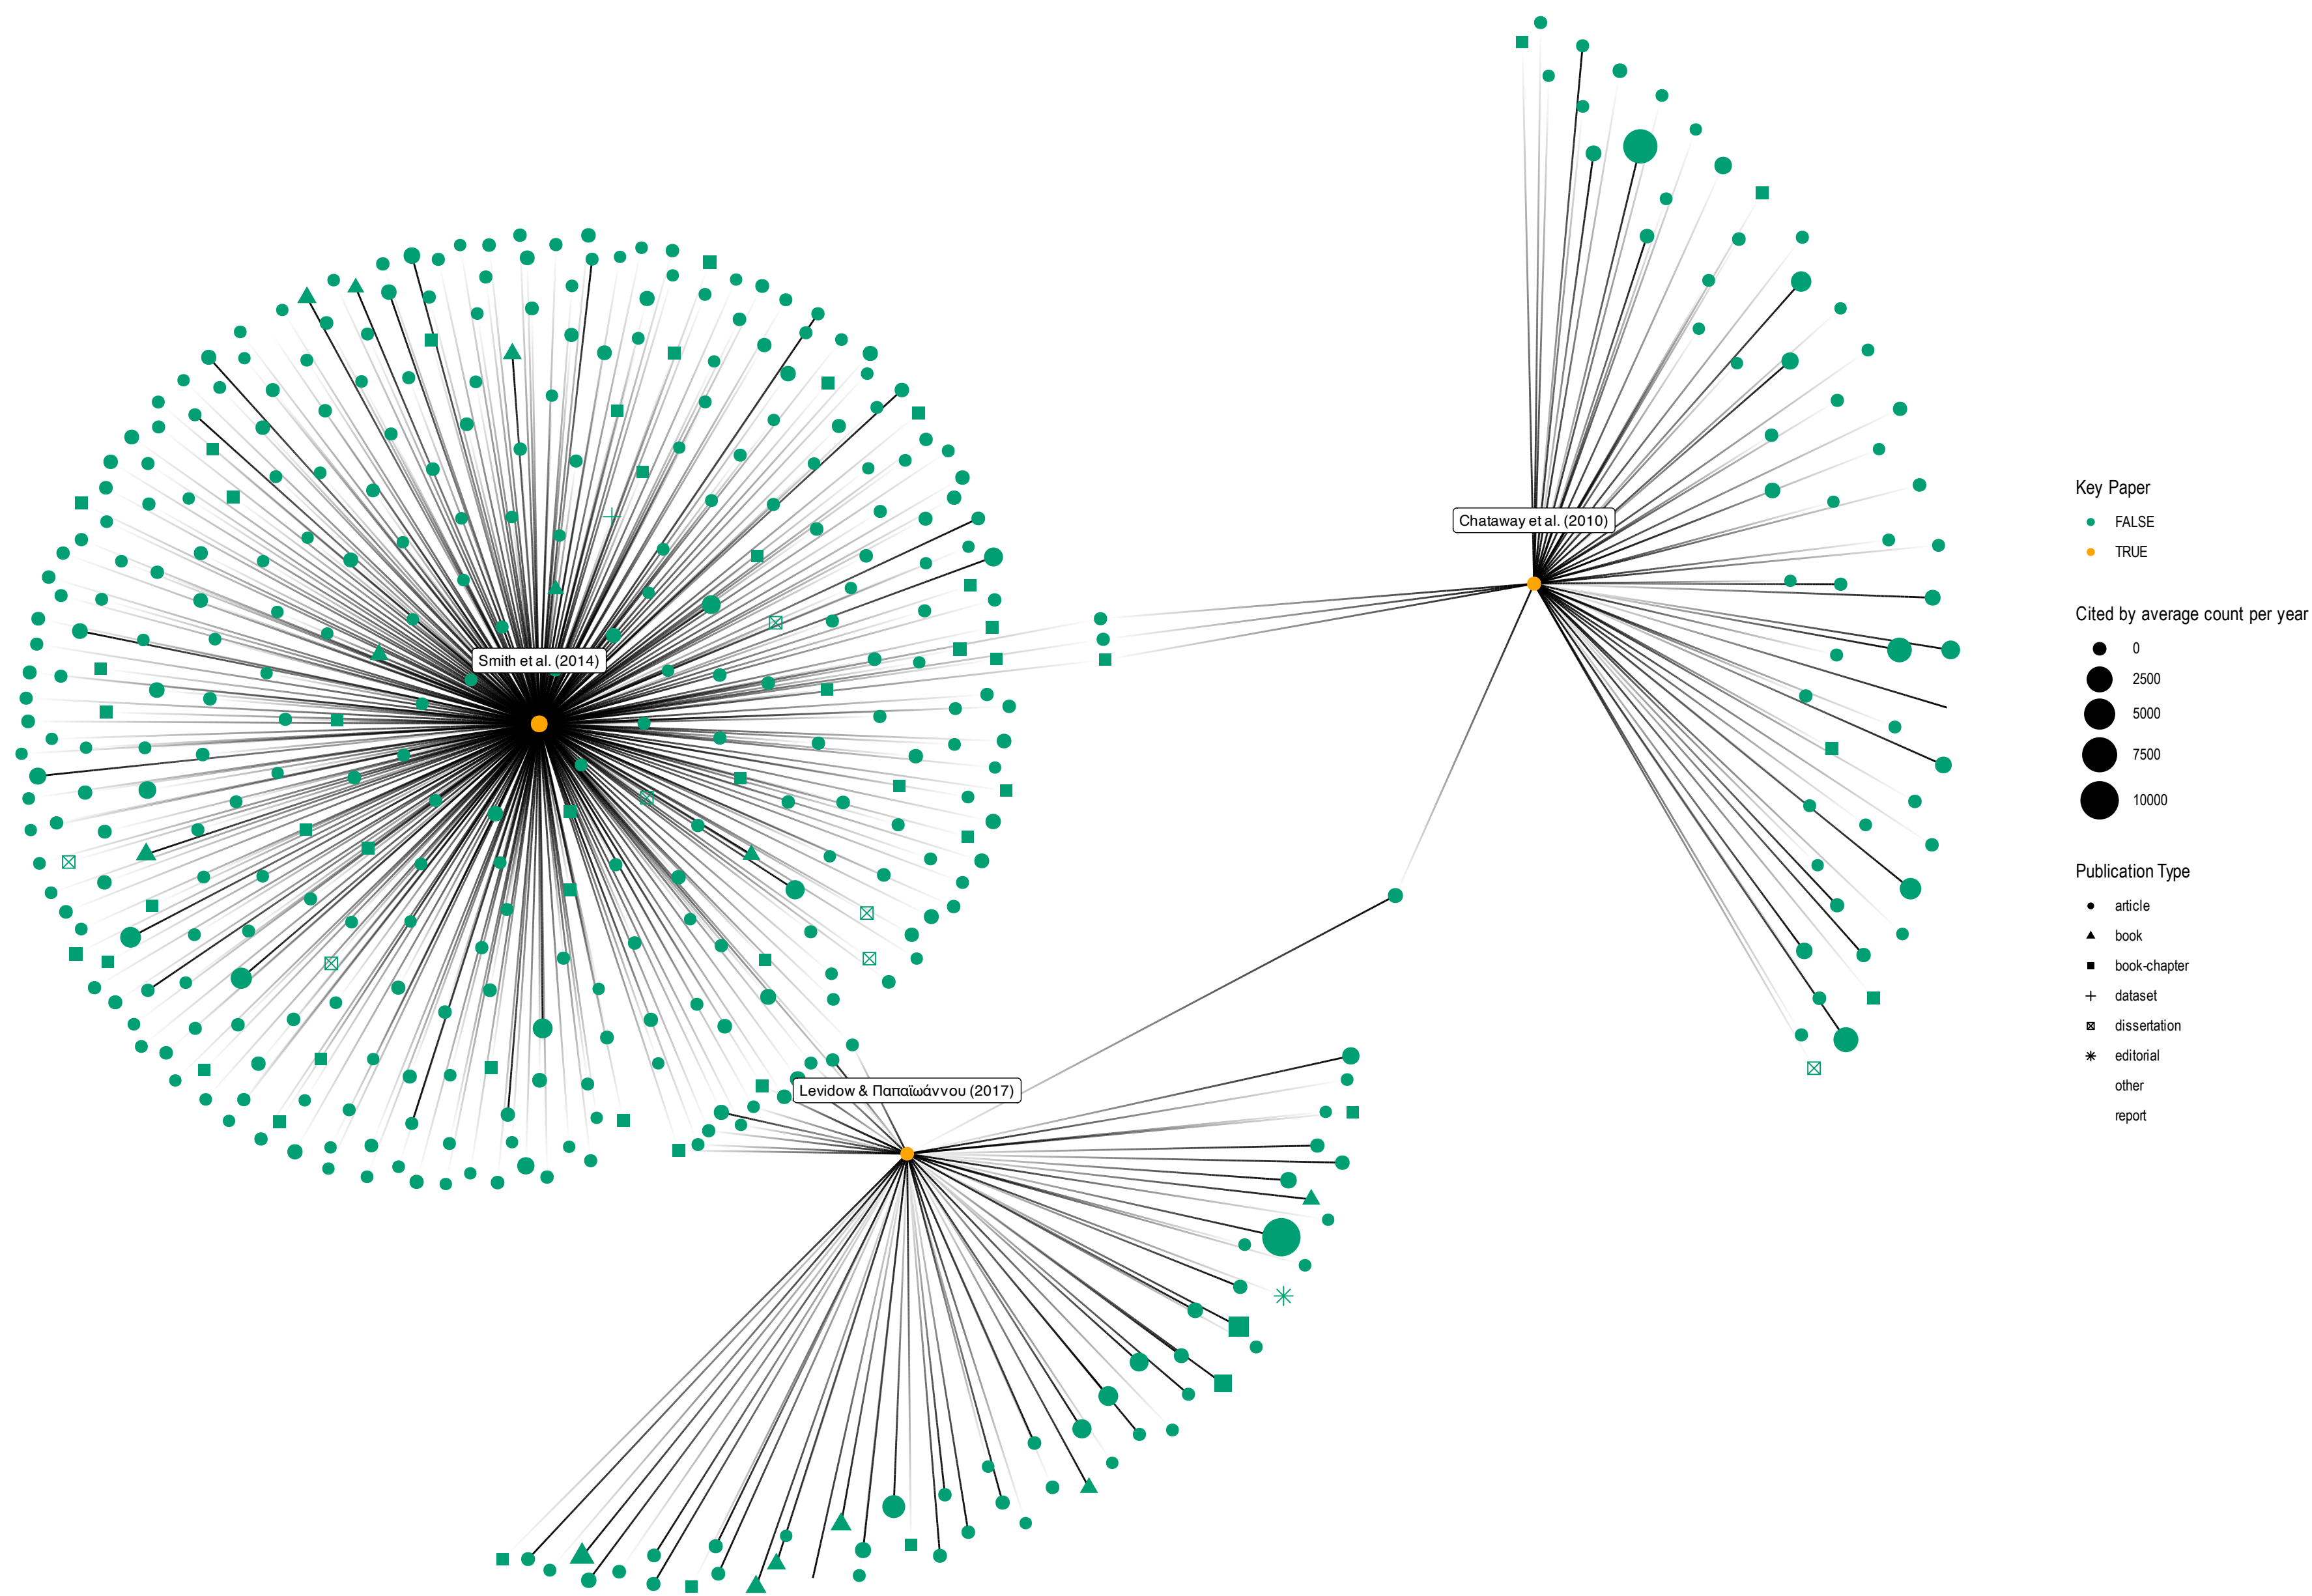 Chataway et al. (2010)
Smith et al. (2014)
Levidow & Παπαϊωάννου (2017)
Key Paper
FALSE
TRUE
Cited by average count per year
0
2500
5000
7500
10000
Publication Type
article
book
book-chapter
dataset
dissertation
editorial
other
report